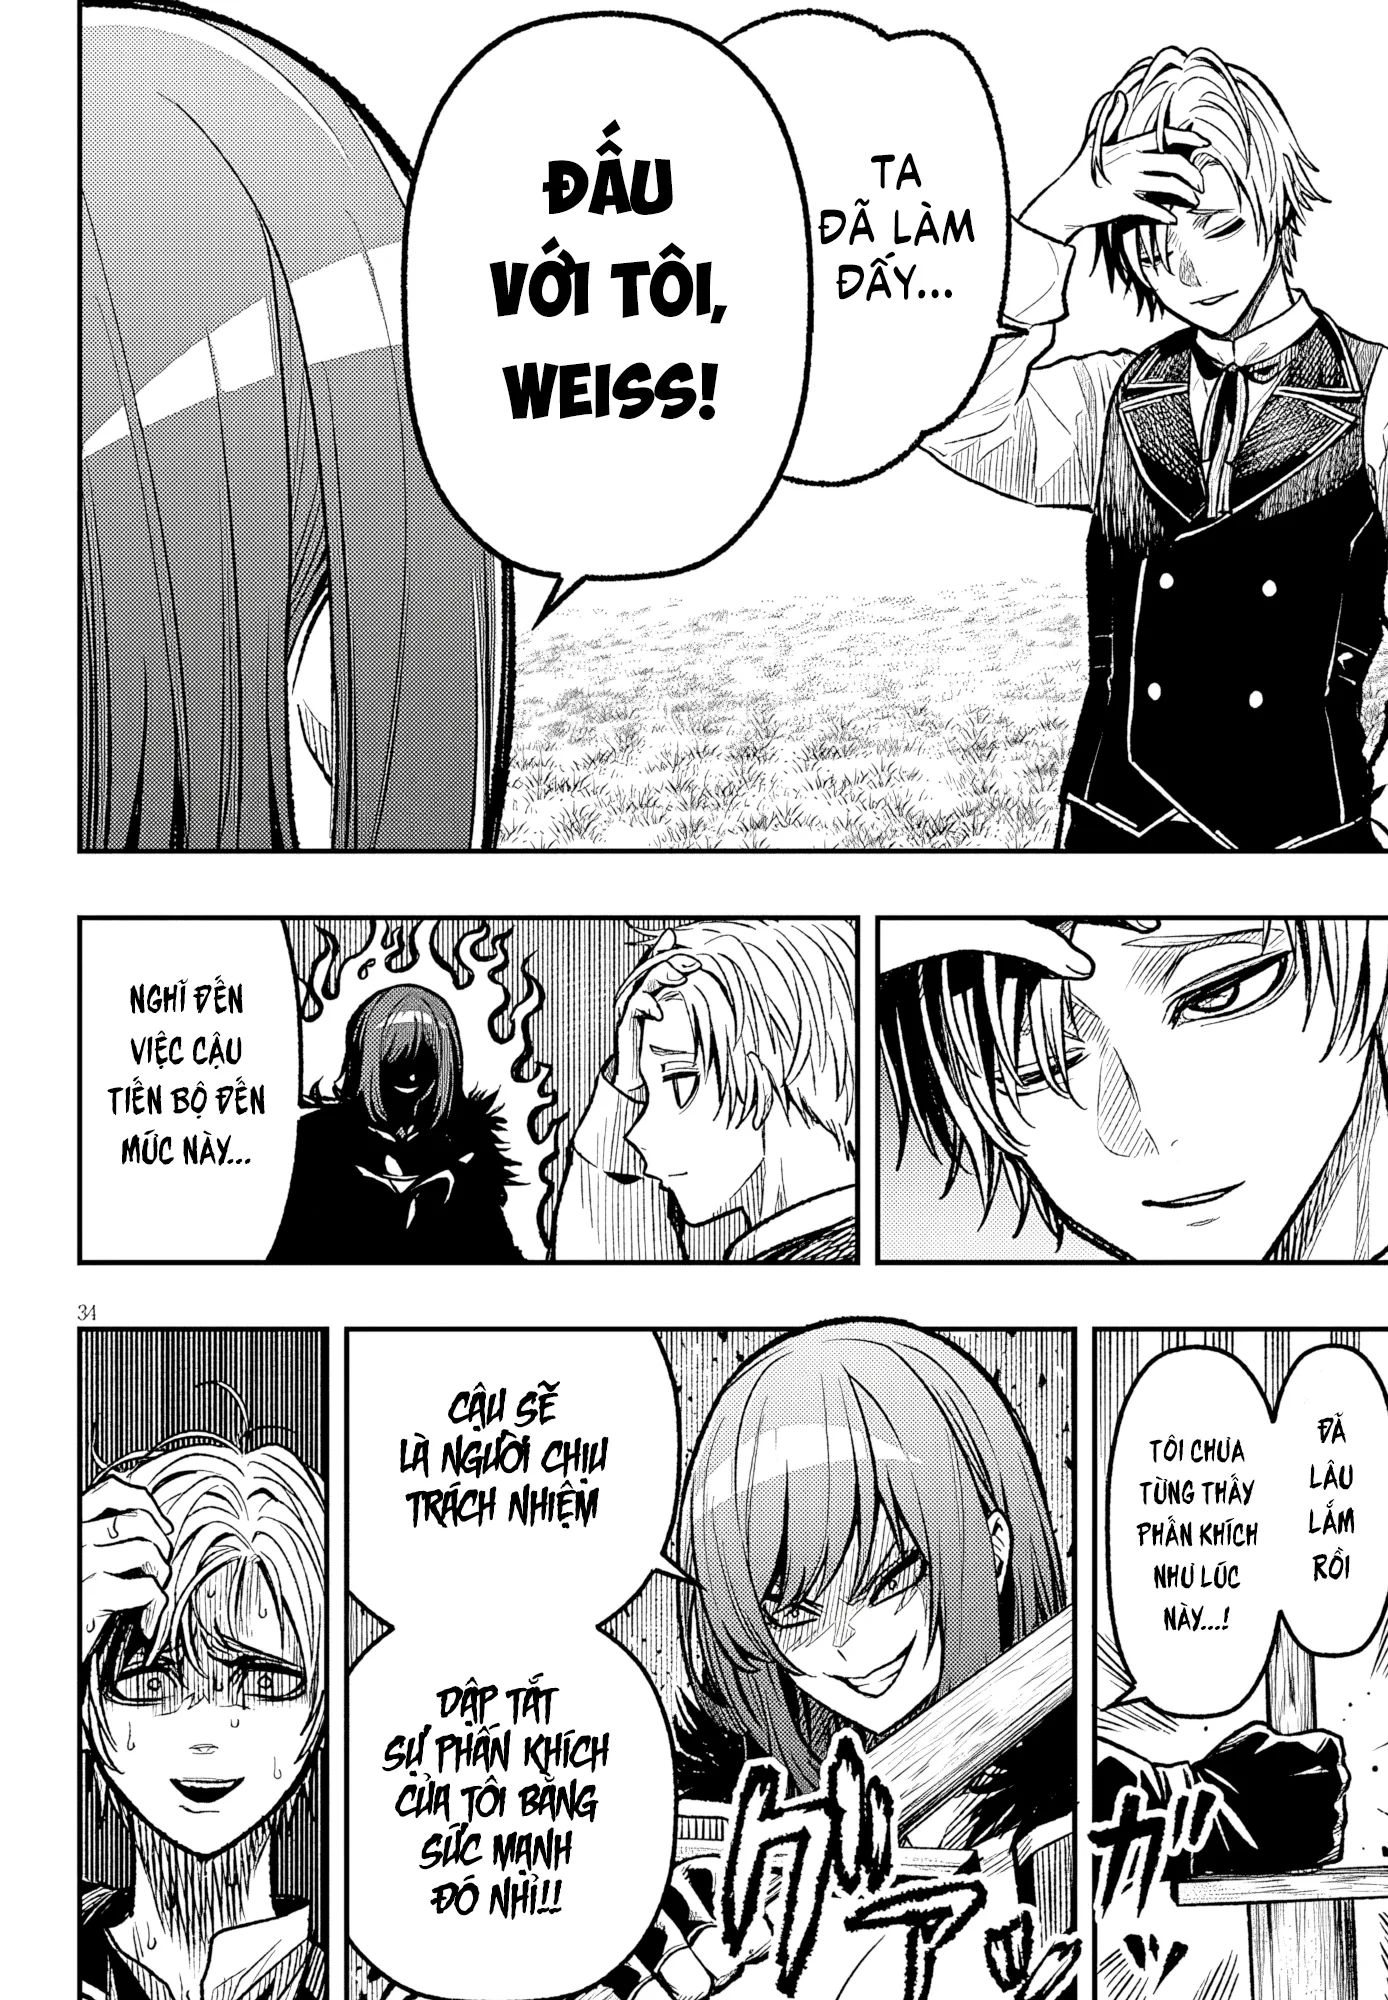 TA
ĐÃ LÀM
ĐẤY...
ĐẤU
VỚI TÔI,
WEISS!
NGHĨ ĐẾN
VIỆC CẬU
TIẾN BỘ ĐẾN
MỨC NÀY...
34
ĐÃ
LÂU
LẮM
RỒI
TÔI CHƯA
TỪNG THẤY
PHẤN KHÍCH
NHƯ LÚC
NÀY...!
ガバ
CẬU SẼ
LÀ NGƯỜI CHỊU
TRÁCH NHIỆM
DẬP TẮT
SỰ PHẤN KHÍCH
CỦA TÔI BẰNG
SỨC MẠNH
ĐÓ NHỈ!!